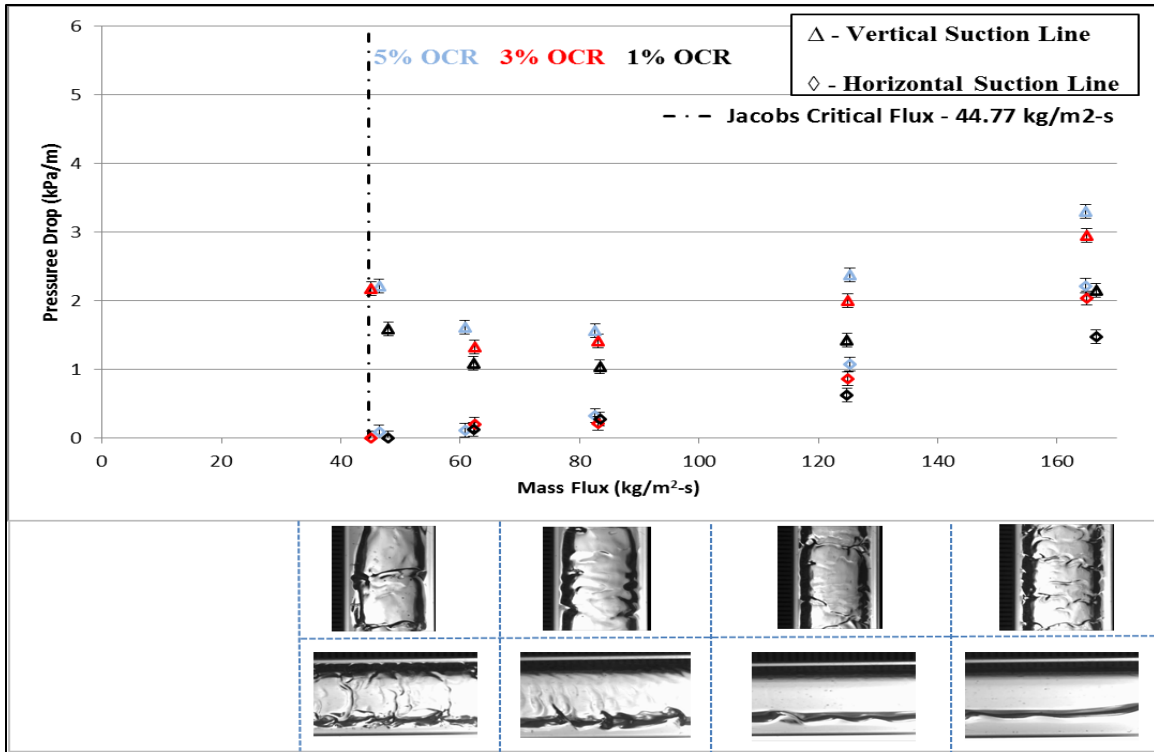 6
5
4
3
2
1
0
Pressuree Drop (kPa/m)
5% OCR 3% OCR 1% OCR
Δ - Vertical Suction Line
◊ - Horizontal Suction Line
Jacobs Critical Flux - 44.77 kg/m2-s
0 20 40 60 80 100 120 140 160
Mass Flux (kg/m²-s)